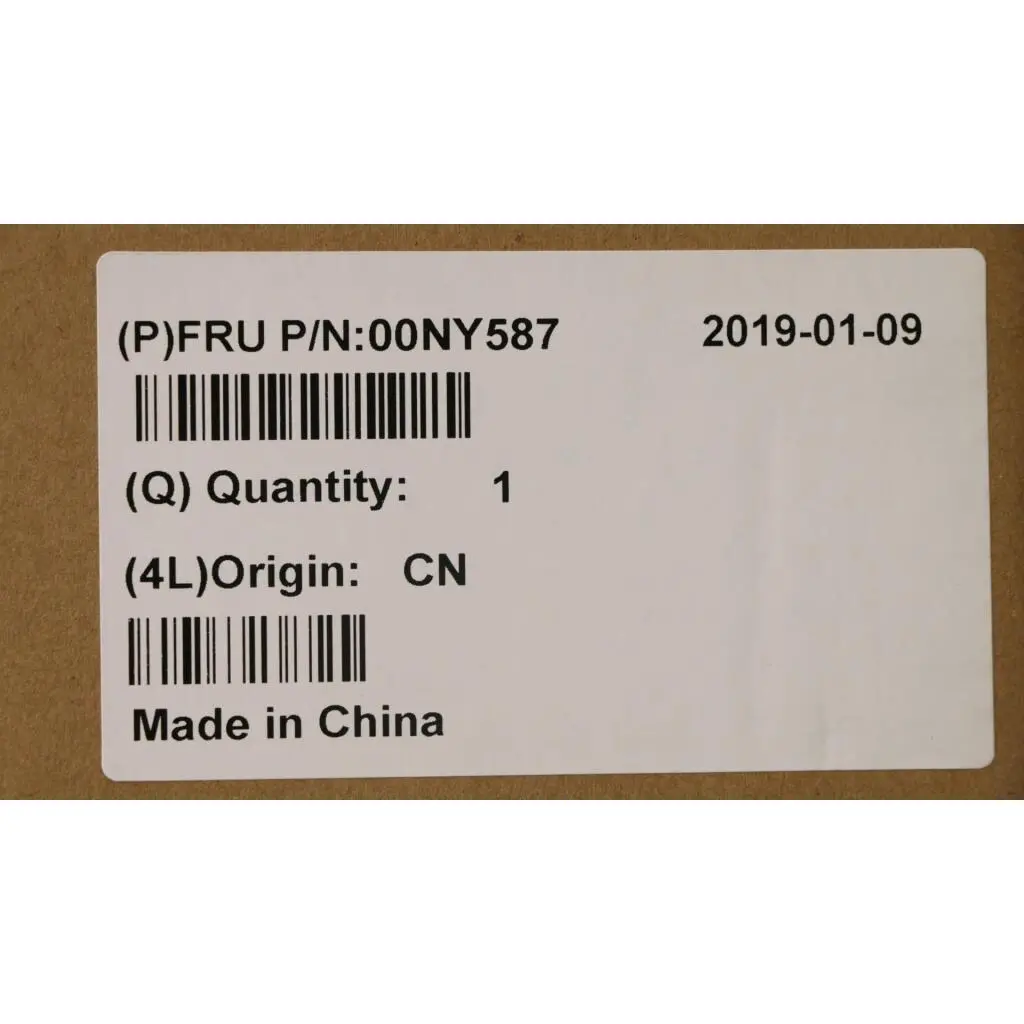 (P)FRU P/N:00NY587 2019-01-09
(Q) Quantity: 1
(4L)Origin: CN
Made in China